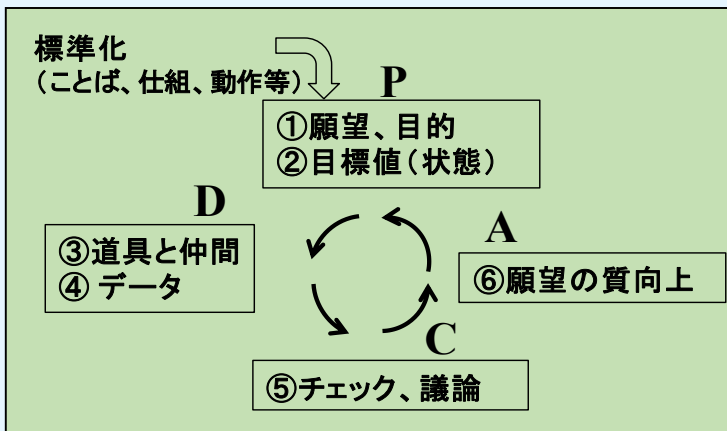 標準化
（ことば、仕組、動作等）
P
①願望、目的
②目標値（状態）
D
③道具と仲間
④ データ
A
⑥願望の質向上
C
⑤チェック、議論